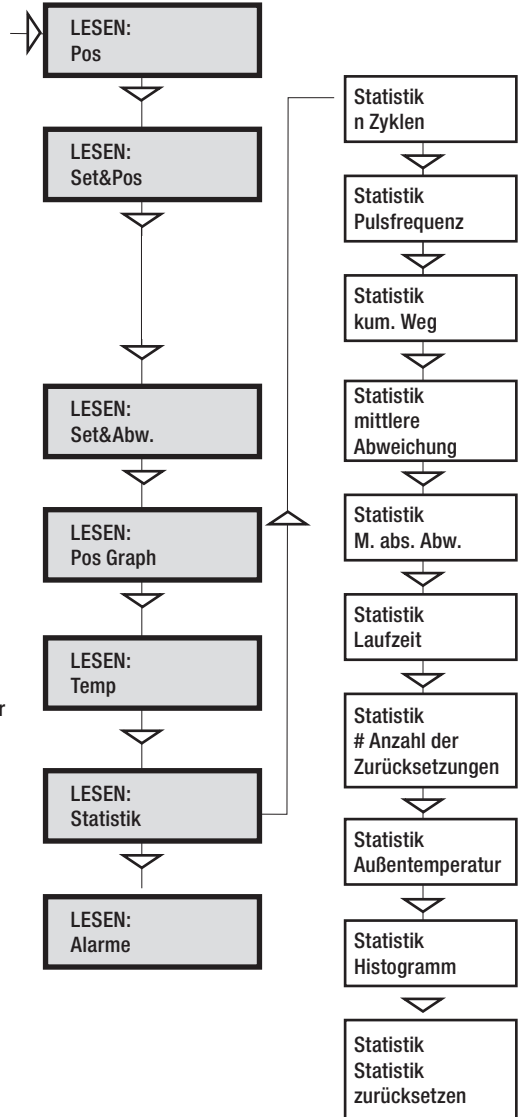 LESEN:
Pos
LESEN:
Set&Pos
LESEN:
Set&Abw.
LESEN:
Pos Graph
LESEN:
Temp
r
LESEN:
Statistik
LESEN:
Alarme
Statistik
n Zyklen
Statistik
Pulsfrequenz
Statistik
kum. Weg
Statistik
mittlere
Abweichung
Statistik
M. abs. Abw.
Statistik
Laufzeit
Statistik
# Anzahl der
Zurücksetzungen
Statistik
Außentemperatur
Statistik
Histogramm
Statistik
Statistik
zurücksetzen